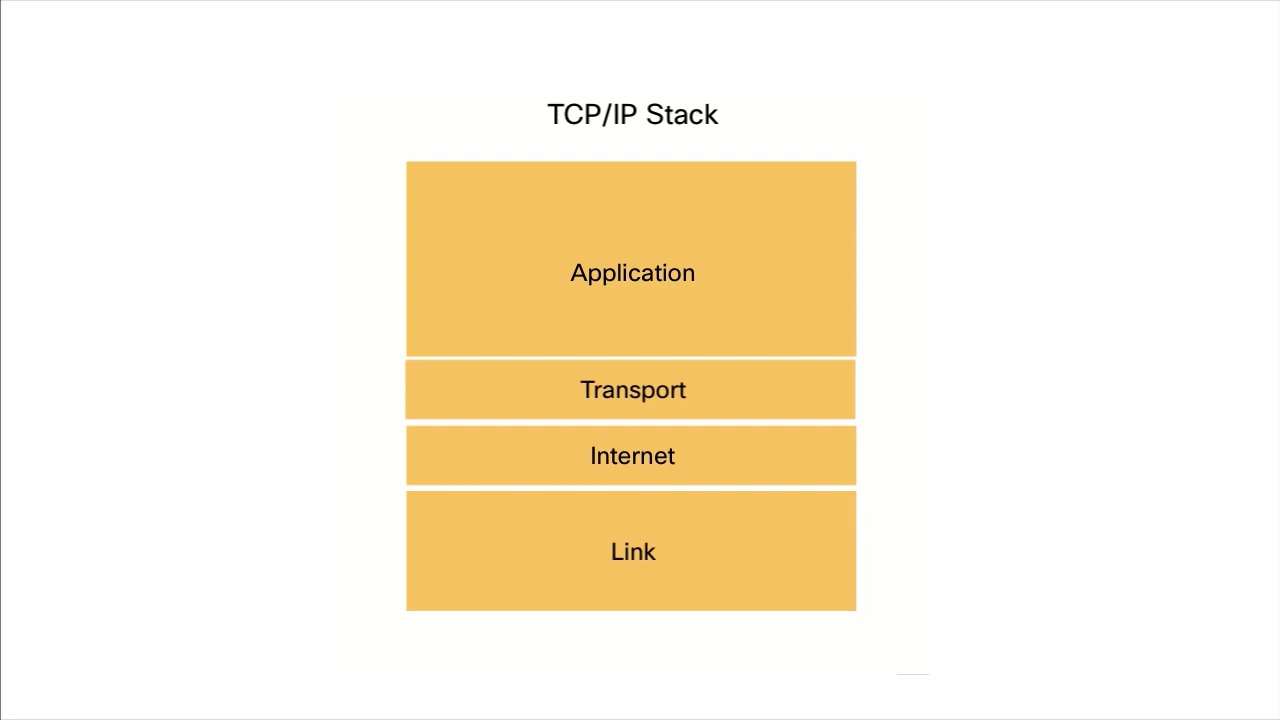 TCP/IP Stack
Application
Transport
Internet
Link